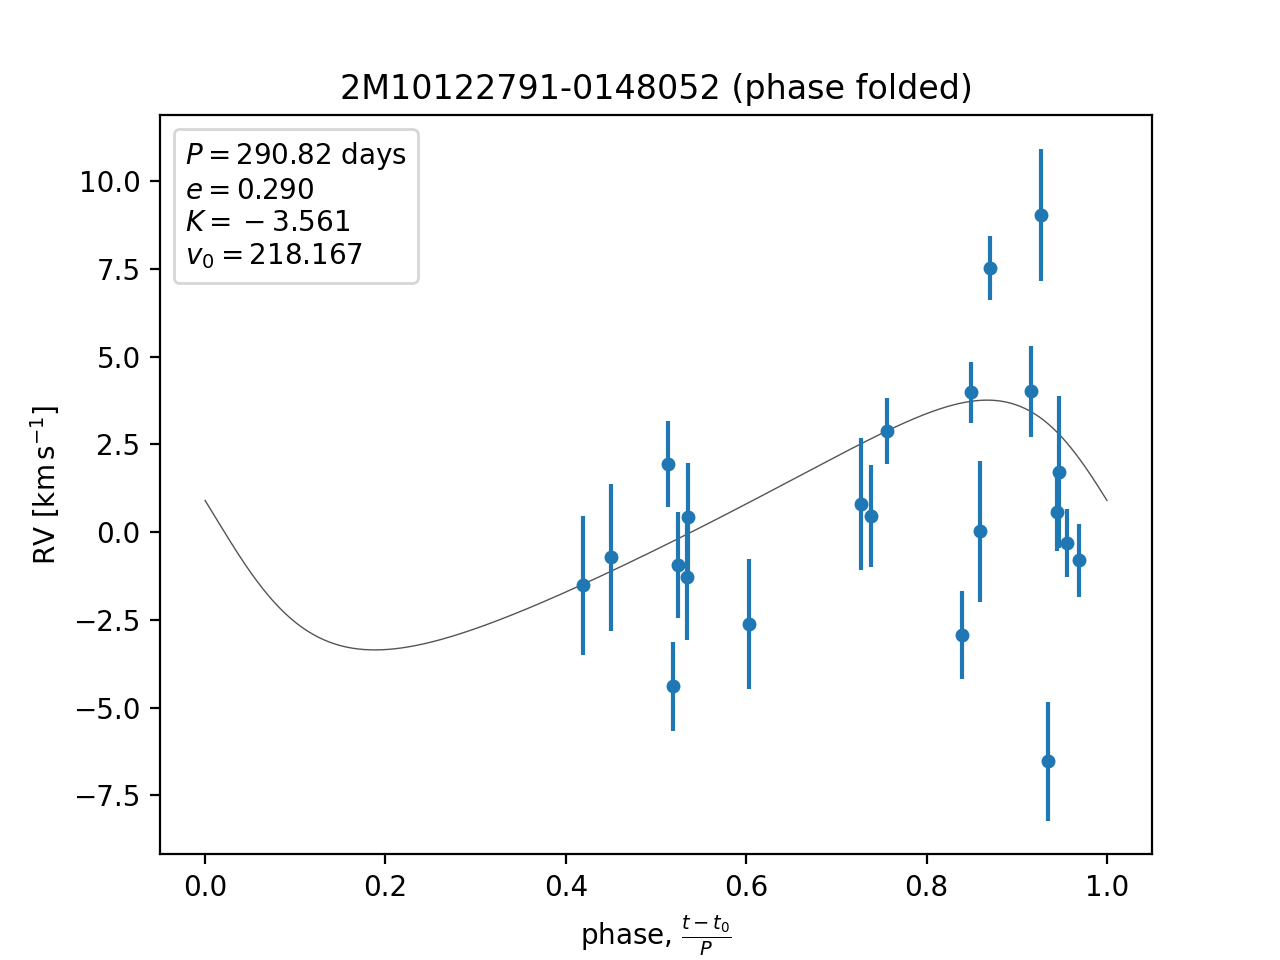 2M10122791-0148052 (phase folded)
P = 290.82 days
e = 0.290
K = − 3.561
v₀ = 218.167
10.0
7.5
5.0
2.5
0.0
−2.5
−5.0
−7.5
RV [km s⁻¹]
0.0 0.2 0.4 0.6 0.8 1.0
phase, (t − t₀)/P